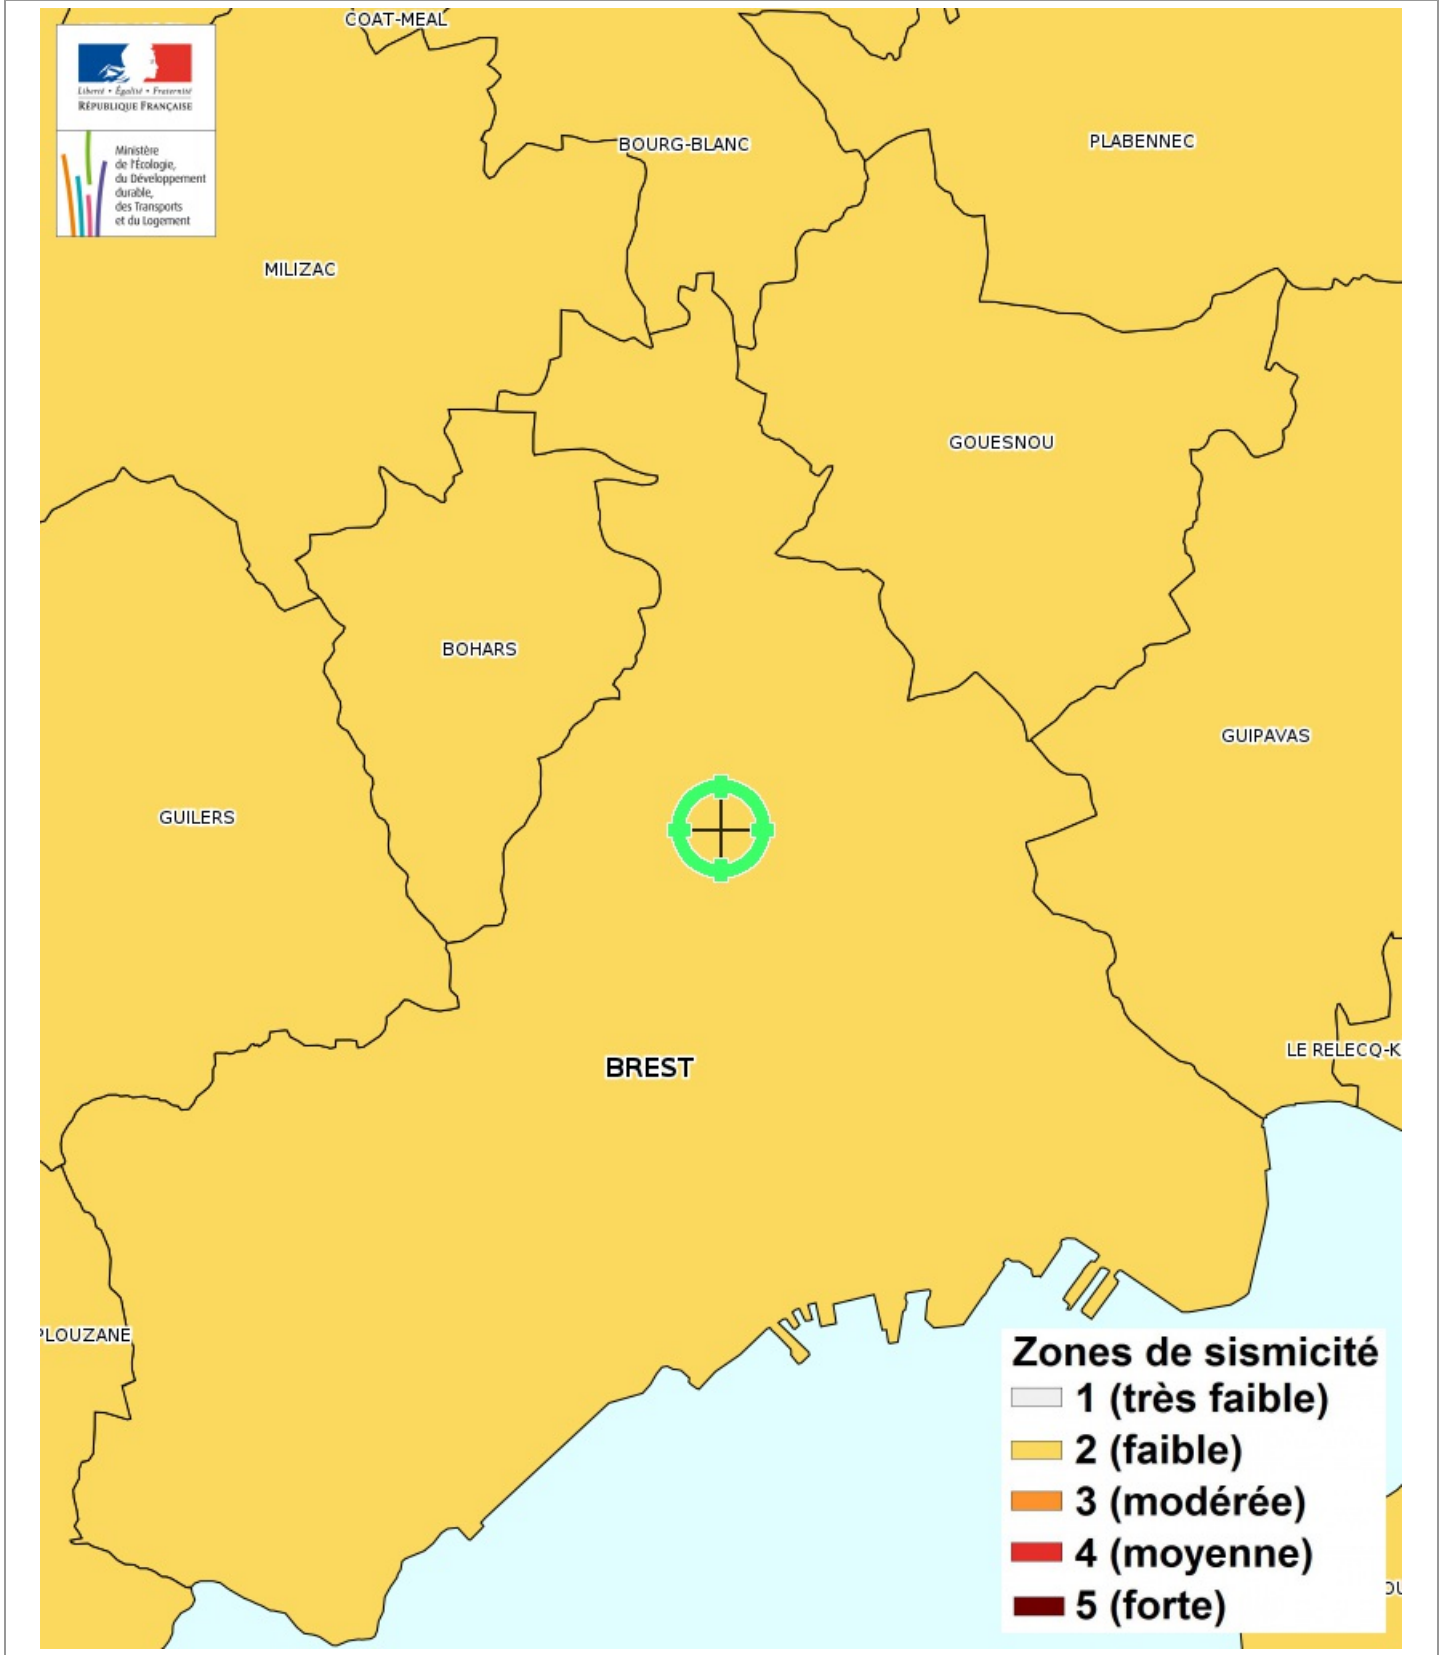 COAT-MEAL
Liberté • Égalité • Fraternité
RÉPUBLIQUE FRANÇAISE
Ministère
de l'Écologie,
du Développement
durable,
des Transports
et du Logement
BOURG-BLANC
PLABENNEC
MILIZAC
GOUESNOU
BOHARS
GUIPAVAS
GUILERS
LE RELECQ-K
BREST
PLOUZANE
Zones de sismicité
1 (très faible)
2 (faible)
3 (modérée)
4 (moyenne)
5 (forte)